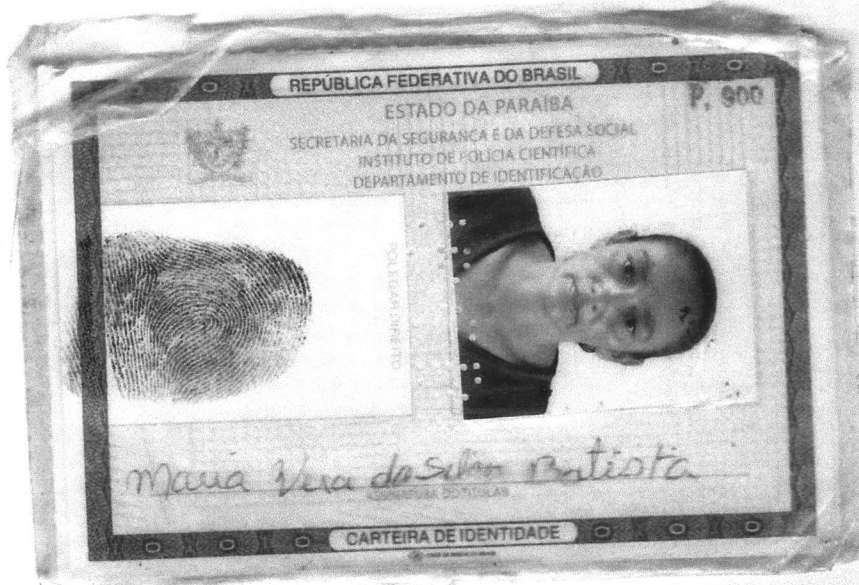 REPÚBLICA FEDERATIVA DO BRASIL
P. 900
ESTADO DA PARAÍBA
SECRETARIA DA SEGURANÇA E DA DEFESA SOCIAL
INSTITUTO DE POLÍCIA CIENTÍFICA
DEPARTAMENTO DE IDENTIFICAÇÃO
POLEGAR DIREITO
Maria Vera da Silva Batista
ASSINATURA DO TITULAR
CARTEIRA DE IDENTIDADE